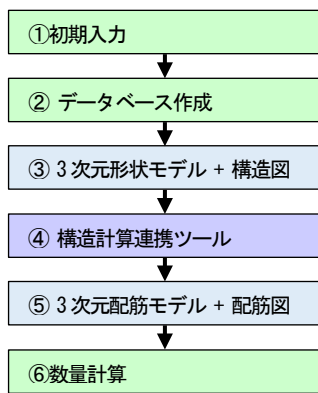 ①初期入力
② データベース作成
③ 3 次元形状モデル + 構造図
④ 構造計算連携ツール
⑤ 3 次元配筋モデル + 配筋図
⑥数量計算